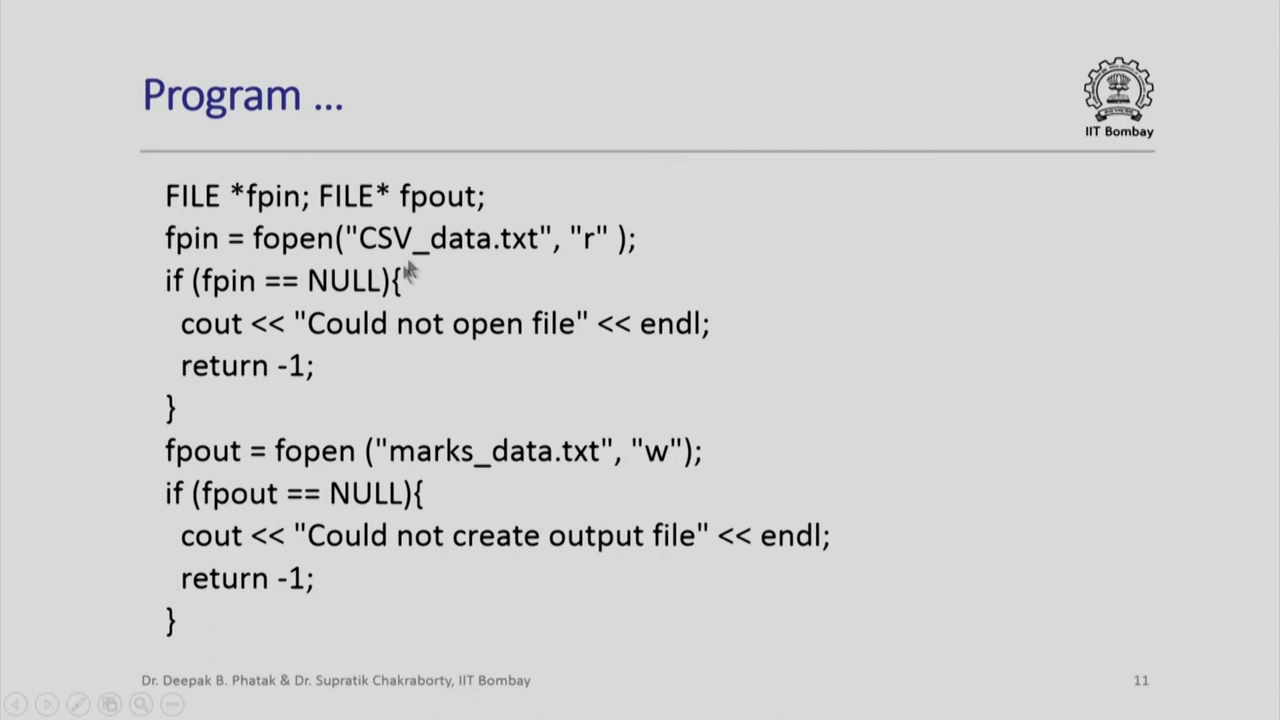 Program ...
IIT Bombay
FILE *fpin; FILE* fpout;
fpin = fopen("CSV_data.txt", "r" );
if (fpin == NULL){
cout << "Could not open file" << endl;
return -1;
}
fpout = fopen ("marks_data.txt", "w");
if (fpout == NULL){
cout << "Could not create output file" << endl;
return -1;
}
Dr. Deepak B. Phatak & Dr. Supratik Chakraborty, IIT Bombay
11